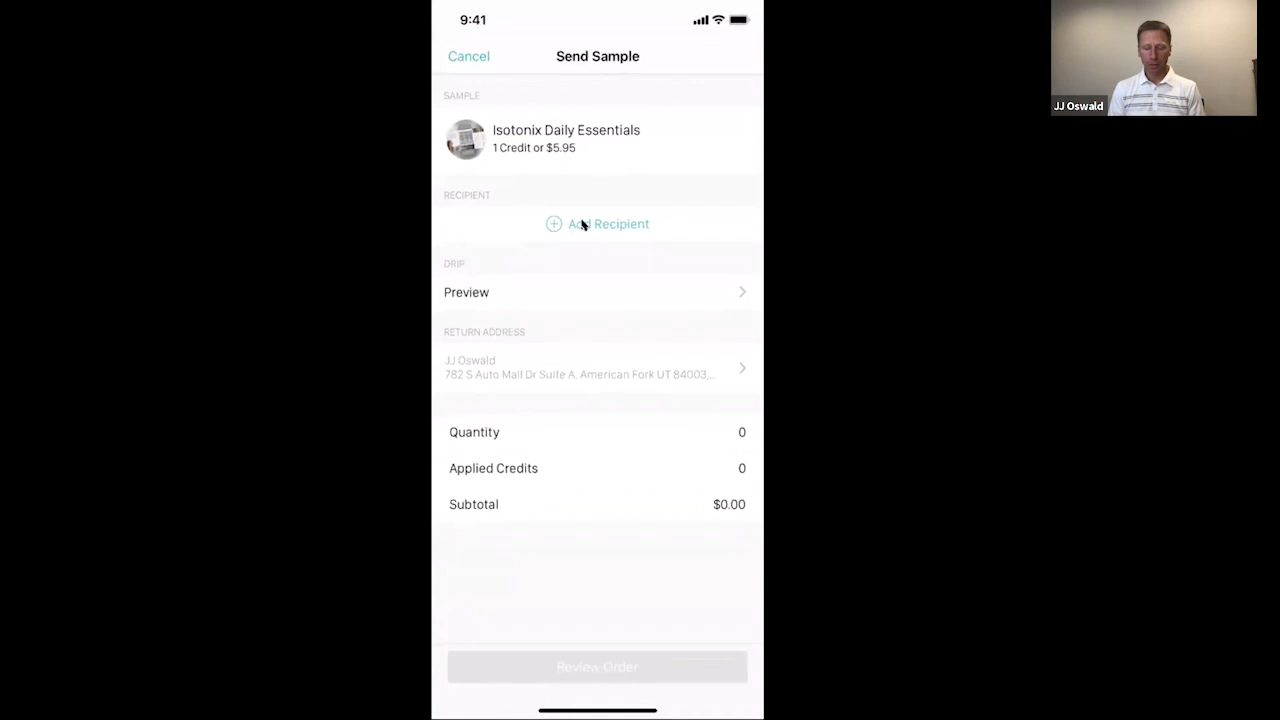 9:41
Cancel
Send Sample
SAMPLE
Isotonix Daily Essentials
1 Credit or $5.95
RECIPIENT
Add Recipient
DRIP
Preview
RETURN ADDRESS
JJ Oswald
782 S Auto Mall Dr Suite A, American Fork UT 84003,...
Quantity 0
Applied Credits 0
Subtotal $0.00
Review Order
JJ Oswald